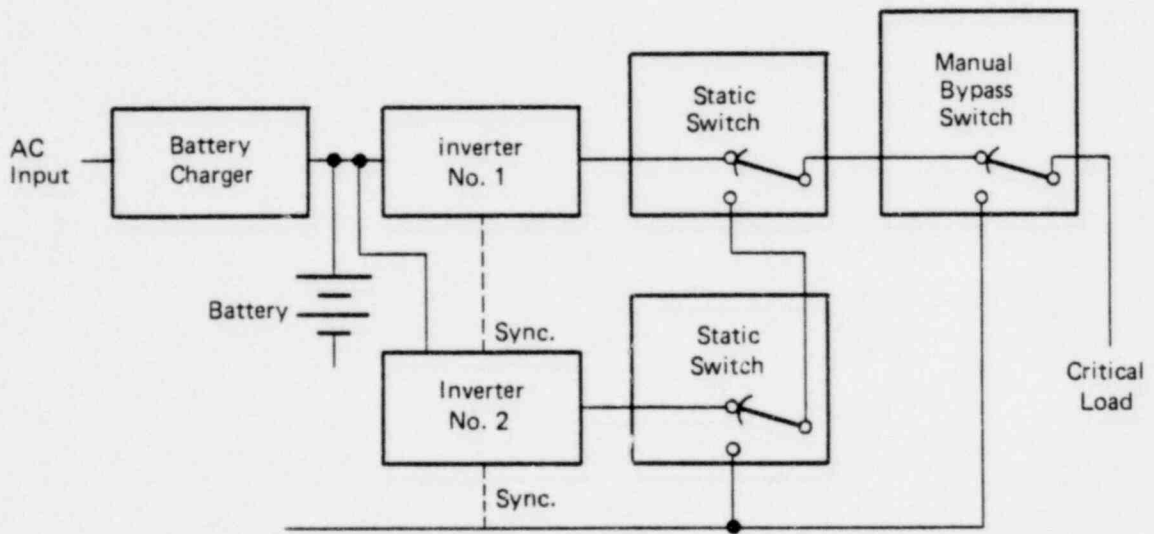 AC
Input
Battery
Charger
inverter
No. 1
Static
Switch
Manual
Bypass
Switch
Battery
Sync.
Inverter
No. 2
Static
Switch
Critical
Load
Sync.